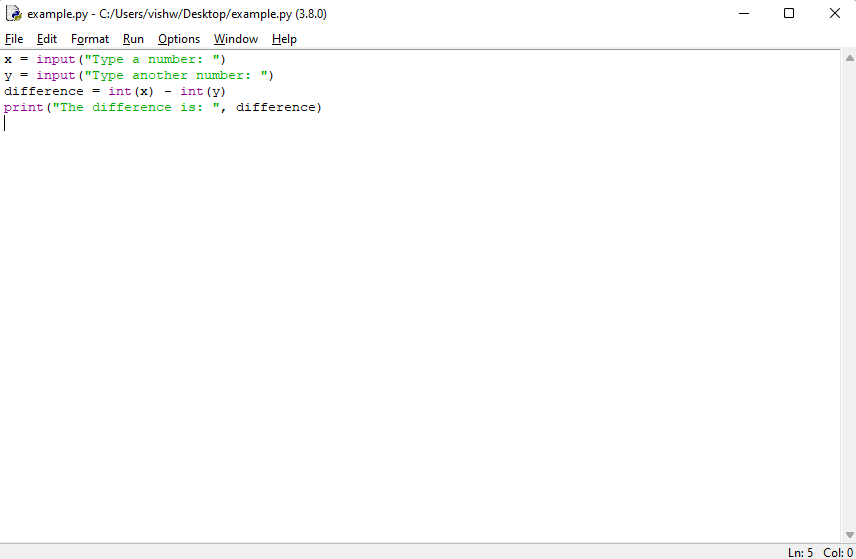 example.py - C:/Users/vishw/Desktop/example.py (3.8.0)
File Edit Format Run Options Window Help
x = input("Type a number: ")
y = input("Type another number: ")
difference = int(x) - int(y)
print("The difference is: ", difference)
Ln: 5 Col: 0